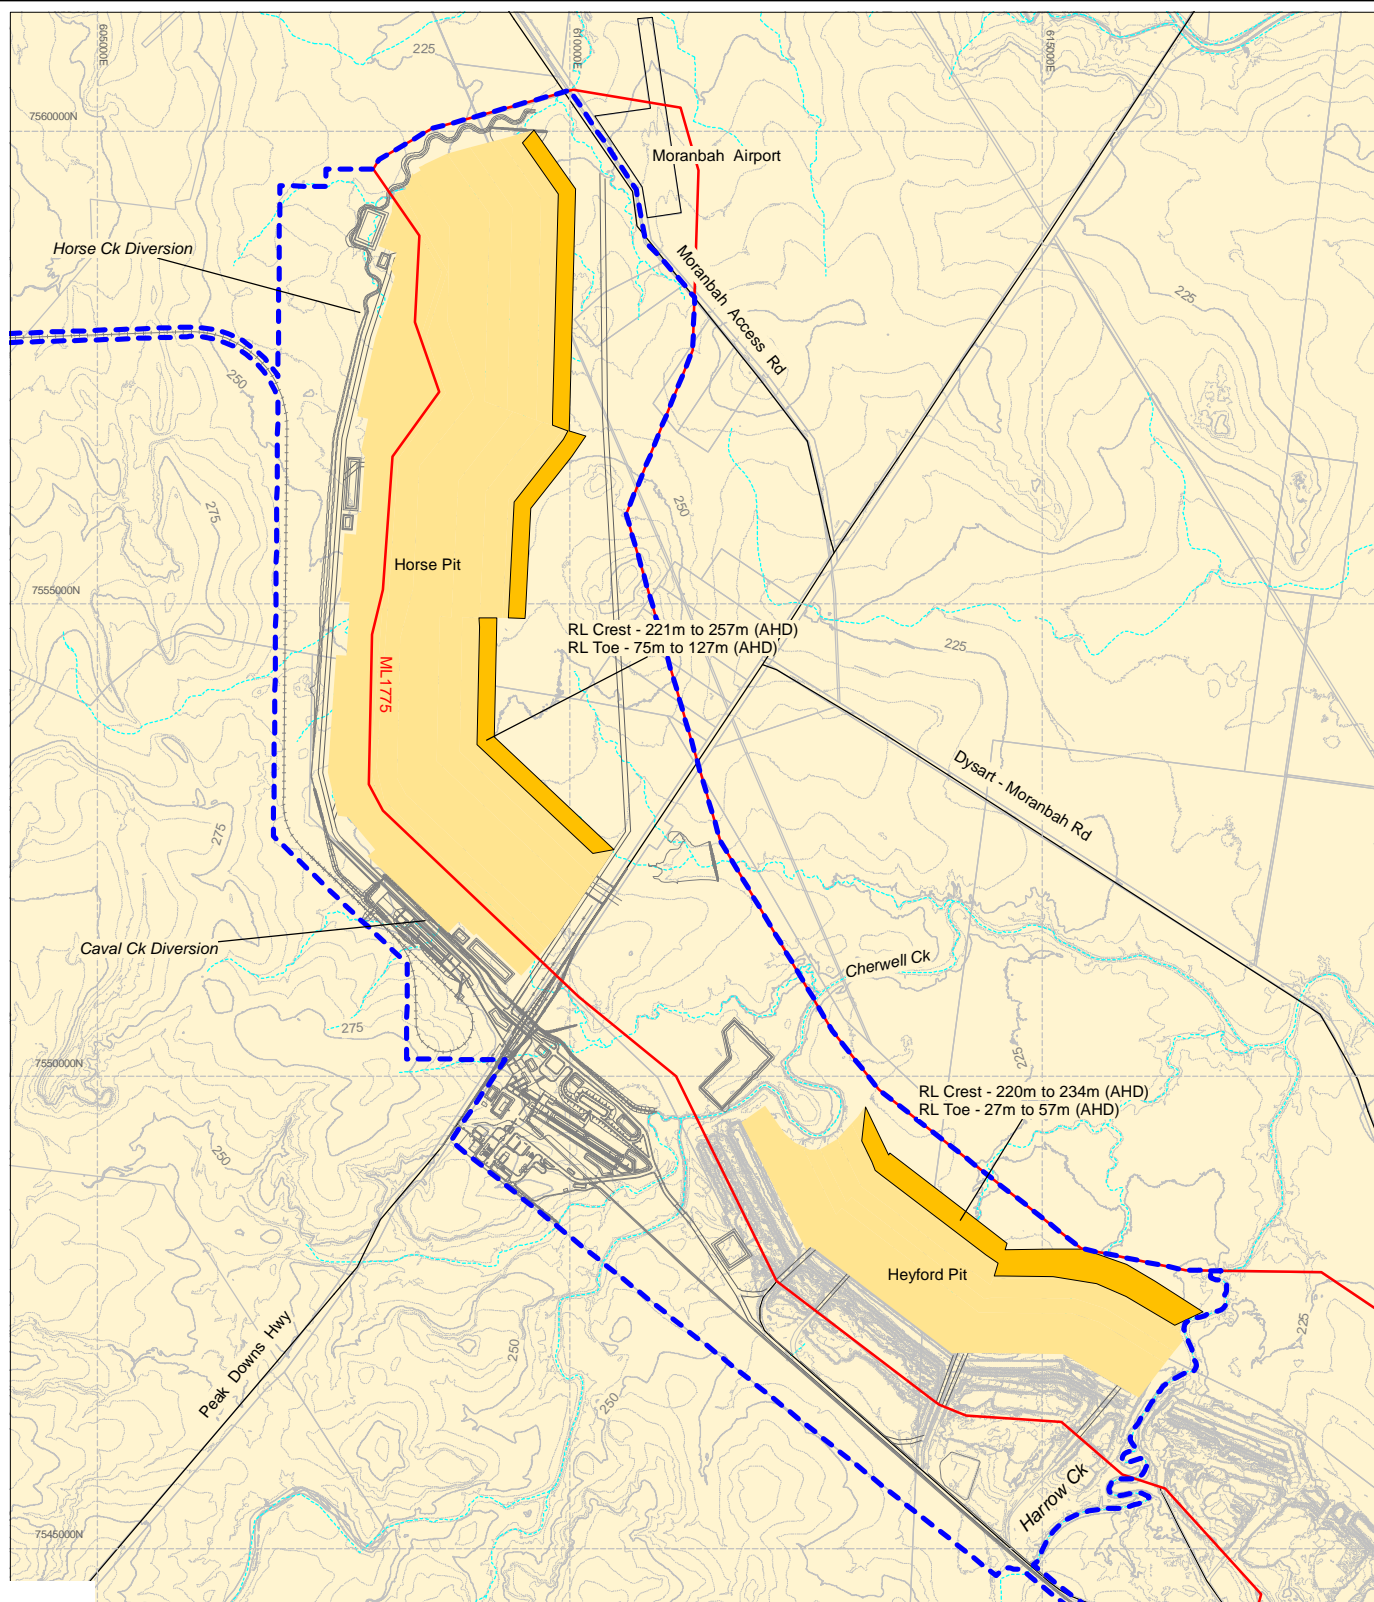 605000E
610000E
615000E
225
7560000N
Moranbah Airport
Horse Ck Diversion
Moranbah Access Rd
225
250
275
250
Horse Pit
7555000N
RL Crest - 221m to 257m (AHD)
RL Toe - 75m to 127m (AHD)
225
ML1775
Dysart - Moranbah Rd
275
Caval Ck Diversion
Cherwell Ck
275
7550000N
225
RL Crest - 220m to 234m (AHD)
RL Toe - 27m to 57m (AHD)
250
Heyford Pit
225
Peak Downs Hwy
250
250
Harrow Ck
7545000N